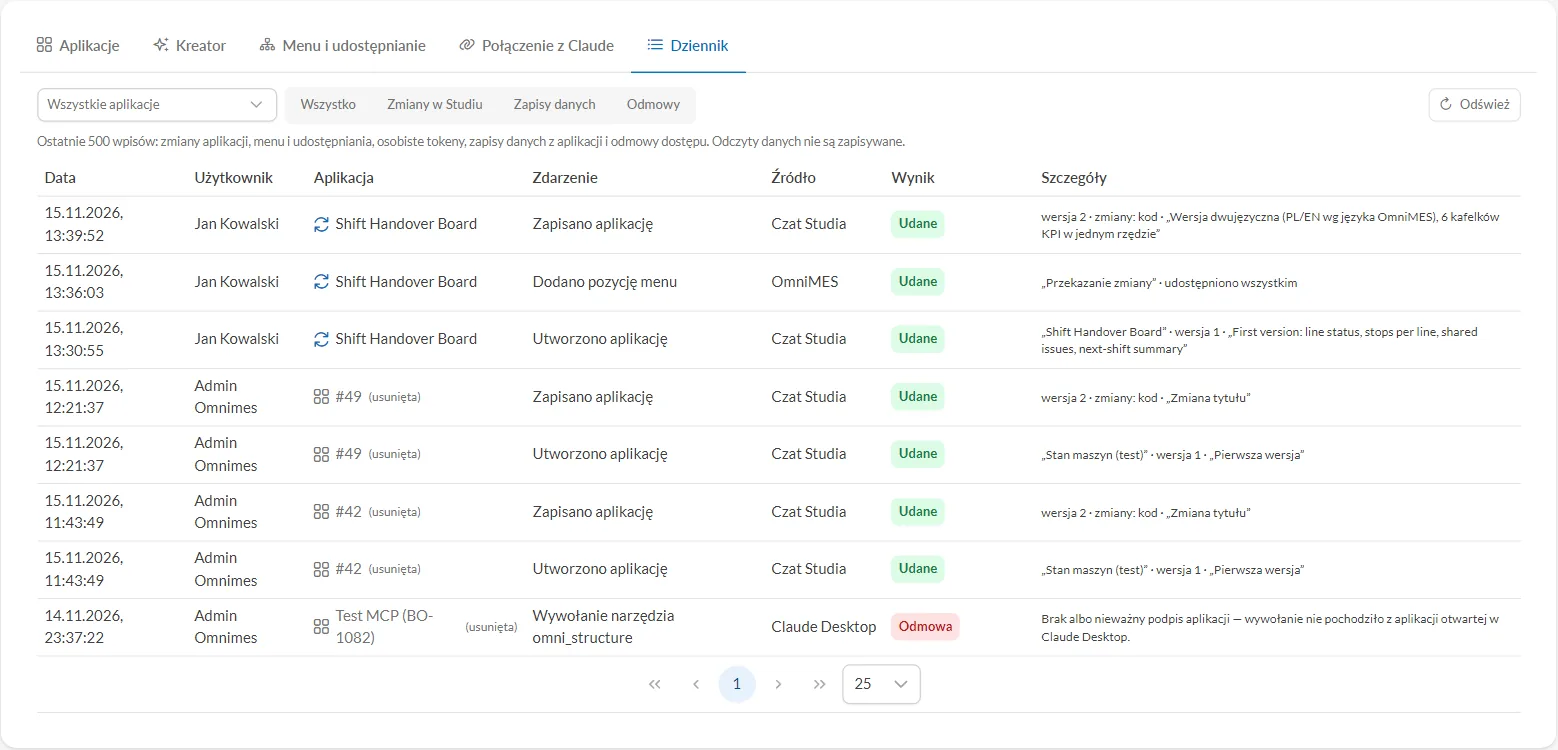 Aplikacje Kreator Menu i udostępnianie Połączenie z Claude Dziennik
Wszystkie aplikacje Wszystko Zmiany w Studiu Zapisy danych Odmowy Odśwież
Ostatnie 500 wpisów: zmiany aplikacji, menu i udostępniania, osobiste tokeny, zapisy danych z aplikacji i odmowy dostępu. Odczyty danych nie są zapisywane.
Data Użytkownik Aplikacja Zdarzenie Źródło Wynik Szczegóły
15.11.2026,
13:39:52
Jan Kowalski Shift Handover Board Zapisano aplikację Czat Studia Udane
wersja 2 · zmiany: kod · „Wersja dwujęzyczna (PL/EN wg języka OmniMES), 6 kafelków
KPI w jednym rzędzie”
15.11.2026,
13:36:03
Jan Kowalski Shift Handover Board Dodano pozycję menu OmniMES Udane
„Przekazanie zmiany” · udostępniono wszystkim
15.11.2026,
13:30:55
Jan Kowalski Shift Handover Board Utworzono aplikację Czat Studia Udane
„Shift Handover Board” · wersja 1 · „First version: line status, stops per line, shared
issues, next-shift summary”
15.11.2026,
12:21:37
Admin
Omnimes
#49 (usunięta) Zapisano aplikację Czat Studia Udane
wersja 2 · zmiany: kod · „Zmiana tytułu”
15.11.2026,
12:21:37
Admin
Omnimes
#49 (usunięta) Utworzono aplikację Czat Studia Udane
„Stan maszyn (test)” · wersja 1 · „Pierwsza wersja”
15.11.2026,
11:43:49
Admin
Omnimes
#42 (usunięta) Zapisano aplikację Czat Studia Udane
wersja 2 · zmiany: kod · „Zmiana tytułu”
15.11.2026,
11:43:49
Admin
Omnimes
#42 (usunięta) Utworzono aplikację Czat Studia Udane
„Stan maszyn (test)” · wersja 1 · „Pierwsza wersja”
14.11.2026,
23:37:22
Admin
Omnimes
Test MCP (BO-
1082)
(usunięta)
Wywołanie narzędzia
omni_structure
Claude Desktop Odmowa
Brak albo nieważny podpis aplikacji — wywołanie nie pochodziło z aplikacji otwartej w
Claude Desktop.
1 25